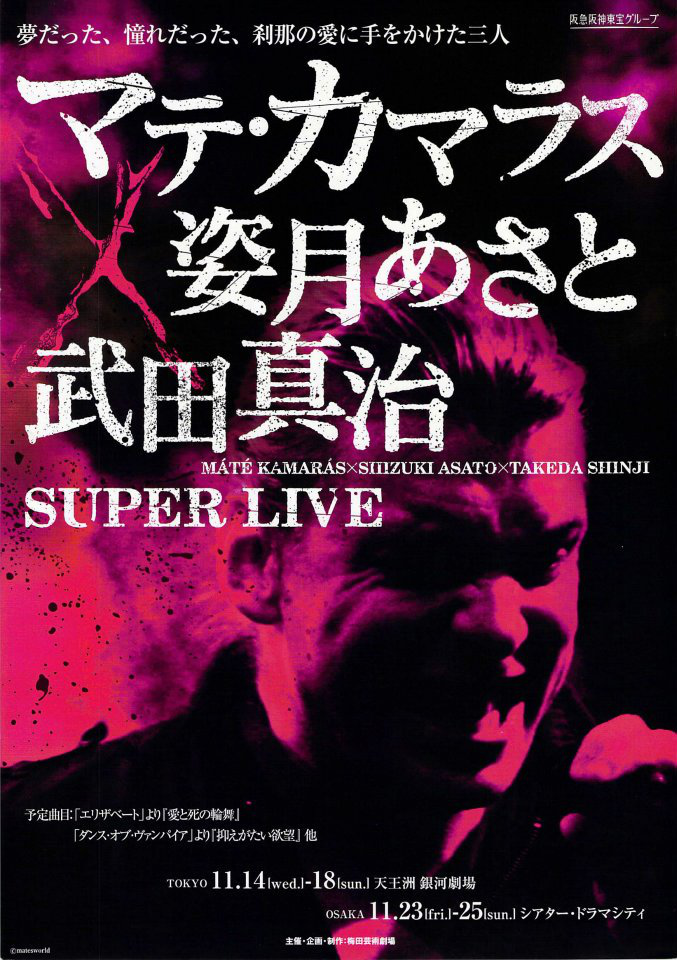 阪急阪神東宝グループ
夢だった、憧れだった、刹那の愛に手をかけた三人
マテ・カマラス
X 姿月あさと
武田真治
MÁTÉ KAMARÁS×SHIZUKI ASATO×TAKEDA SHINJI
SUPER LIVE
予定曲目:「エリザベート」より『愛と死の輪舞』
「ダンス・オブ・ヴァンパイア」より『抑えがたい欲望』 他
TOKYO 11.14[wed.]-18[sun.] 天王洲 銀河劇場
OSAKA 11.23[fri.]-25[sun.] シアター・ドラマシティ
主催・企画・制作:梅田芸術劇場
©matesworld